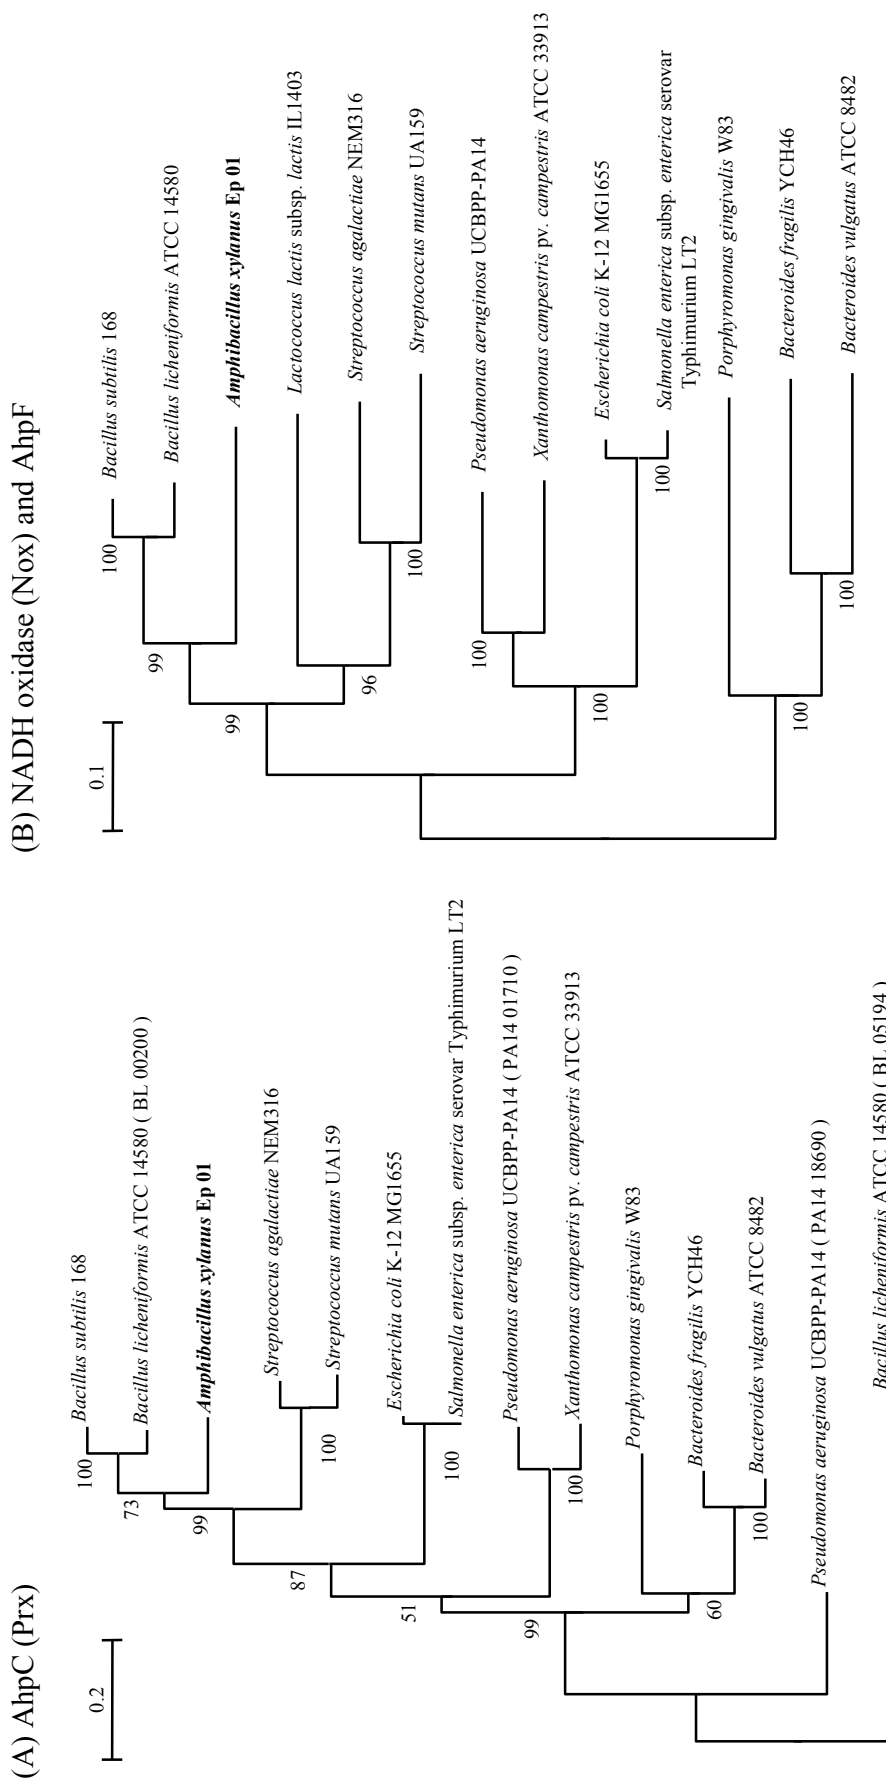 (A) AhpC (Prx)
0.2
Bacillus subtilis 168
Bacillus licheniformis ATCC 14580 ( BL 00200 )
Amphibacillus xylanus Ep 01
Streptococcus agalactiae NEM316
Streptococcus mutans UA159
Escherichia coli K-12 MG1655
Salmonella enterica subsp. enterica serovar Typhimurium LT2
Pseudomonas aeruginosa UCBPP-PA14 ( PA14 01710 )
Xanthomonas campestris pv. campestris ATCC 33913
Porphyromonas gingivalis W83
Bacteroides fragilis YCH46
Bacteroides vulgatus ATCC 8482
Pseudomonas aeruginosa UCBPP-PA14 ( PA14 18690 )
Bacillus licheniformis ATCC 14580 ( BL 05194 )
100
73
99
100
87
100
51
100
99
60
100
(B) NADH oxidase (Nox) and AhpF
0.1
Bacillus subtilis 168
Bacillus licheniformis ATCC 14580
Amphibacillus xylanus Ep 01
Lactococcus lactis subsp. lactis IL1403
Streptococcus agalactiae NEM316
Streptococcus mutans UA159
Pseudomonas aeruginosa UCBPP-PA14
Xanthomonas campestris pv. campestris ATCC 33913
Escherichia coli K-12 MG1655
Salmonella enterica subsp. enterica serovar
Typhimurium LT2
Porphyromonas gingivalis W83
Bacteroides fragilis YCH46
Bacteroides vulgatus ATCC 8482
100
99
99
96
100
100
100
100
100
100